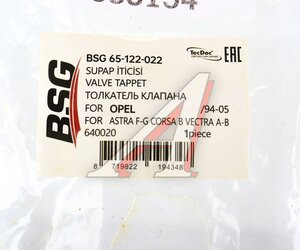 BSG
BSG 65-122-022
SUPAP İTİCİSİ
VALVE TAPPET
ТОЛКАТЕЛЬ КЛАПАНА
FOR OPEL /94-05
FOR ASTRA F-G CORSA B VECTRA A-B
640020 1piece
8 719822 194348
TecDoc
EAC